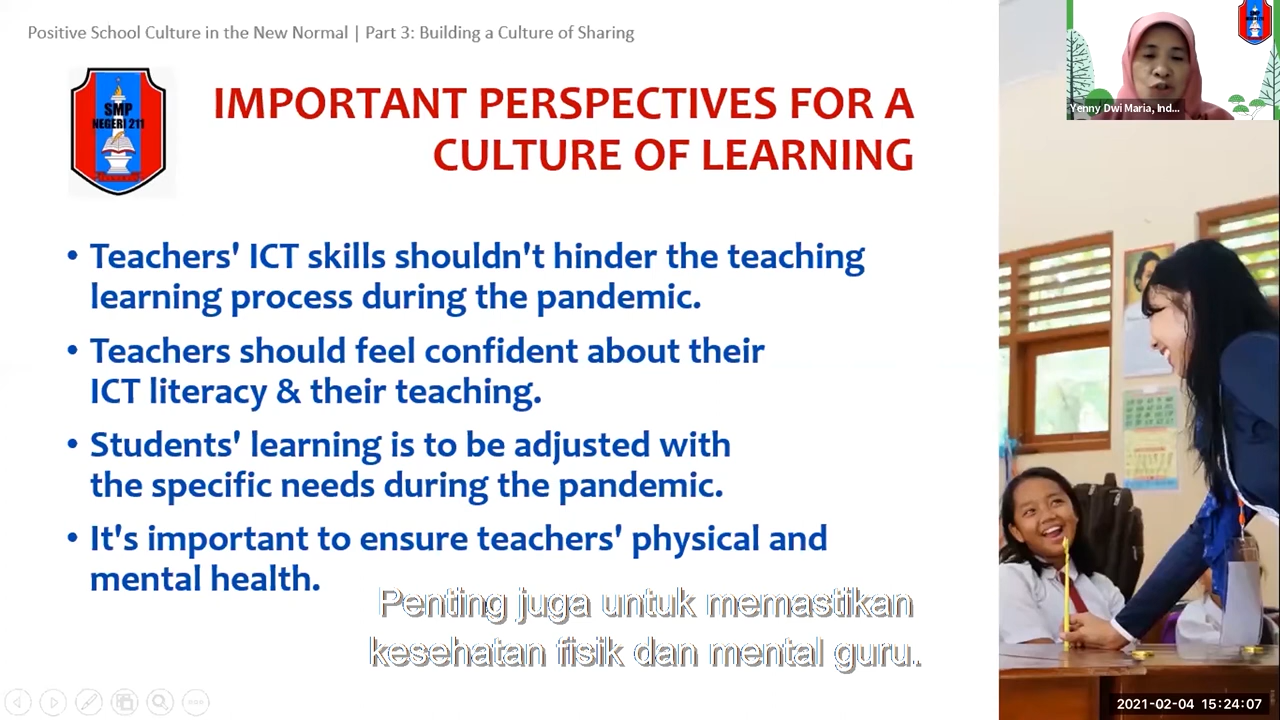 Positive School Culture in the New Normal | Part 3: Building a Culture of Sharing
SMP
NEGERI 211
IMPORTANT PERSPECTIVES FOR A
CULTURE OF LEARNING
• Teachers' ICT skills shouldn't hinder the teaching
learning process during the pandemic.
• Teachers should feel confident about their
ICT literacy & their teaching.
• Students' learning is to be adjusted with
the specific needs during the pandemic.
• It's important to ensure teachers' physical and
mental health.
Penting juga untuk memastikan
kesehatan fisik dan mental guru.
Yenny Dwi Maria, Ind...
2021-02-04 15:24:07